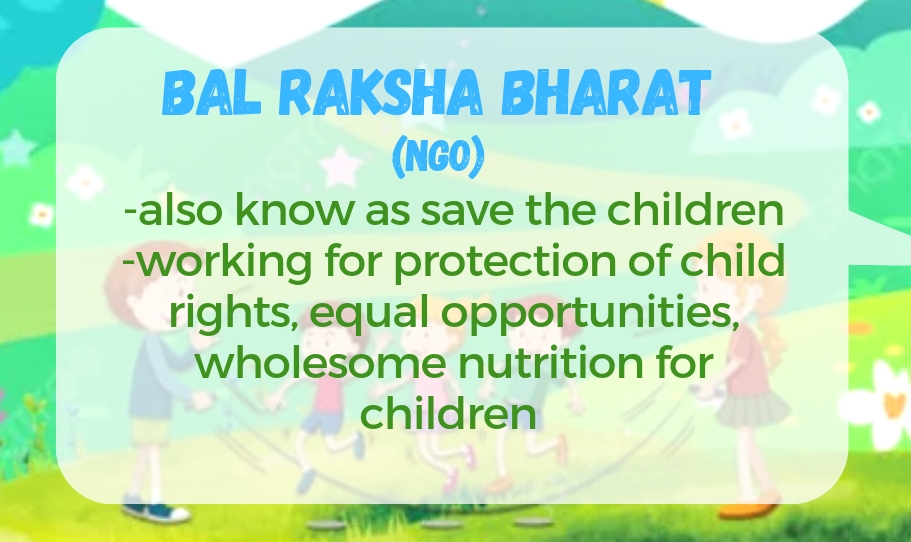 BAL RAKSHA BHARAT
(NGO)
-also know as save the children
-working for protection of child
rights, equal opportunities,
wholesome nutrition for
children